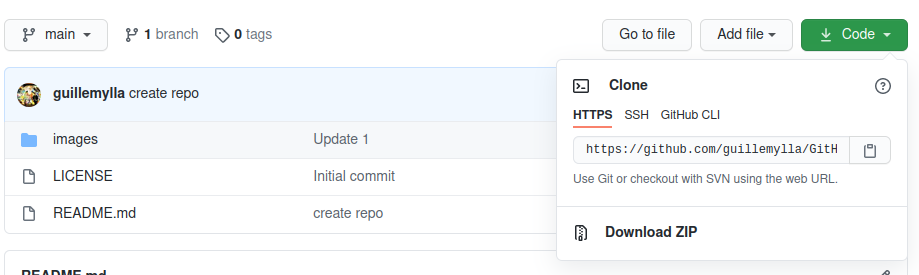 main 1 branch 0 tags Go to file Add file Code
guillemylla create repo
images Update 1
LICENSE Initial commit
README.md create repo
Clone
HTTPS SSH GitHub CLI
https://github.com/guillemylla/GitH
Use Git or checkout with SVN using the web URL.
Download ZIP
README.md